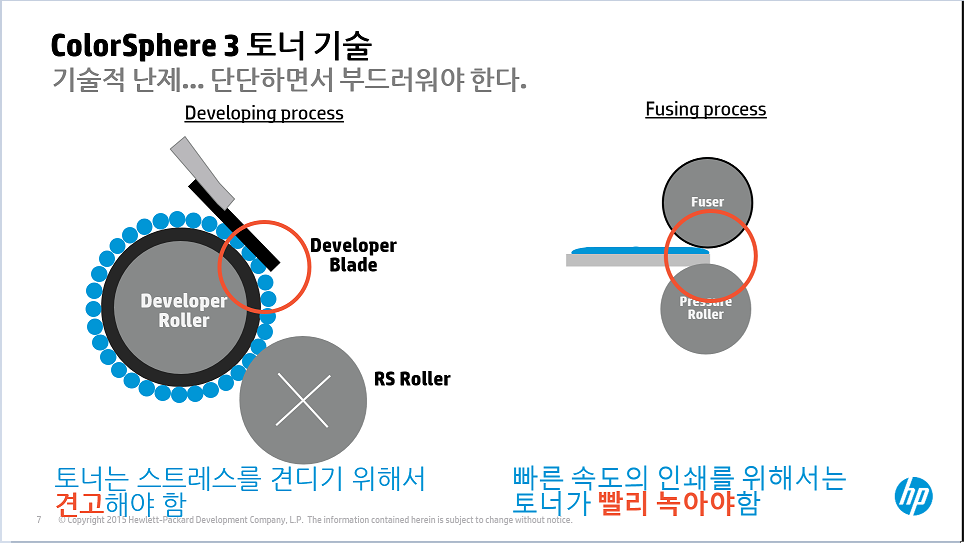 ColorSphere 3 토너 기술
기술적 난제... 단단하면서 부드러워야 한다.
Developing process
Developer
Blade
Developer
Roller
RS Roller
토너는 스트레스를 견디기 위해서
견고해야 함
Fusing process
Fuser
Pressure
Roller
빠른 속도의 인쇄를 위해서는
토너가 빨리 녹아야함
7 © Copyright 2015 Hewlett-Packard Development Company, L.P. The information contained herein is subject to change without notice.
hp